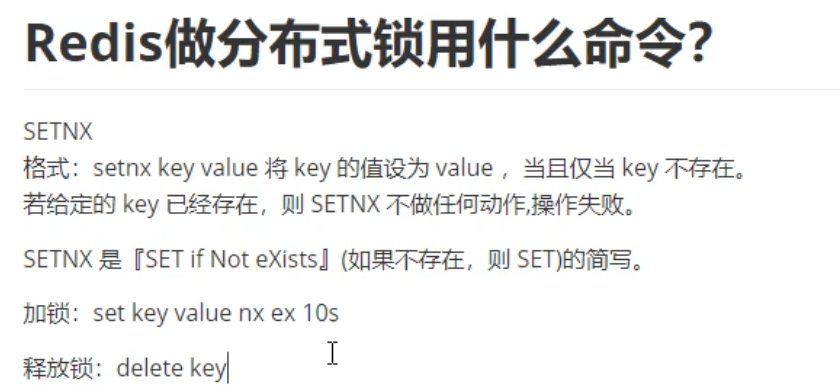 Redis做分布式锁用什么命令？
SETNX
格式：setnx key value 将 key 的值设为 value ，当且仅当 key 不存在。
若给定的 key 已经存在，则 SETNX 不做任何动作,操作失败。
SETNX 是『SET if Not eXists』(如果不存在，则 SET)的简写。
加锁：set key value nx ex 10s
释放锁：delete key